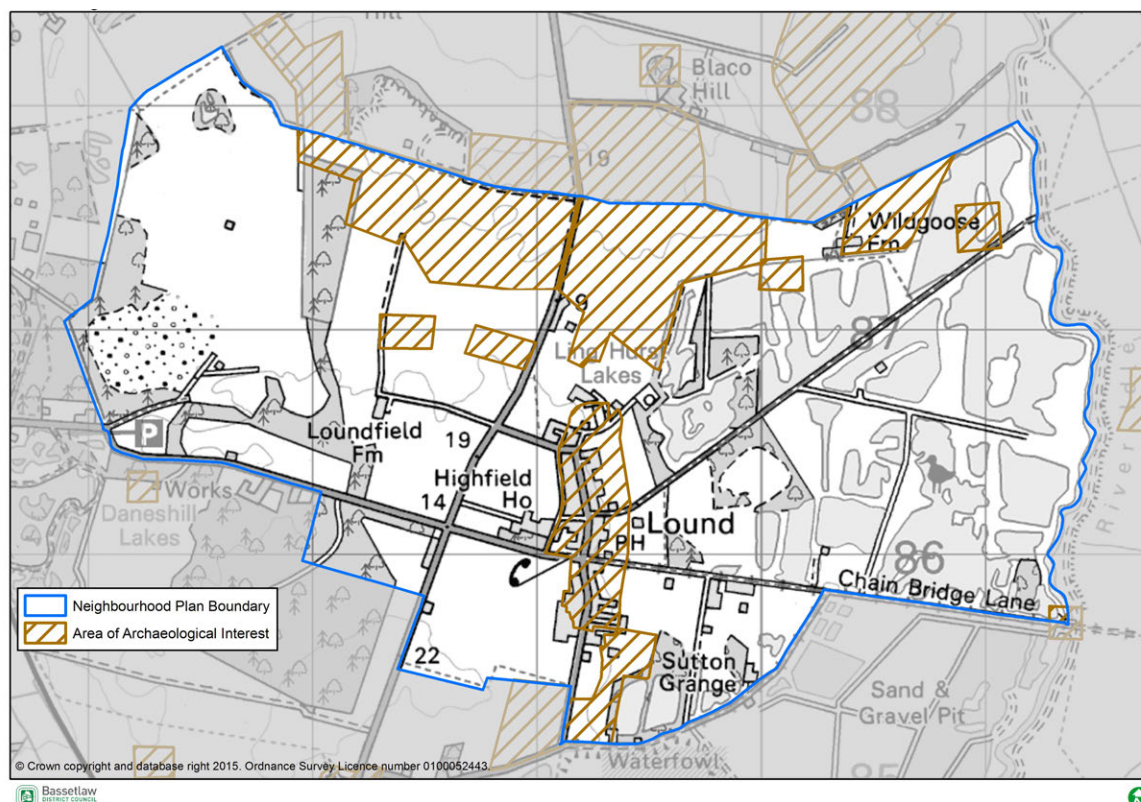 Hill
Blaco
Hill
88
7
19
Wildgoose
Fm
9
87
Ling Hurst
Lakes
Loundfield
Fm
19
P
Highfield
Ho
14
Works
Daneshill
Lakes
Lound
PH
86
River
Chain Bridge Lane
Neighbourhood Plan Boundary
Area of Archaeological Interest
22
Sutton
Grange
Sand &
Gravel Pit
Waterfowl
85
© Crown copyright and database right 2015. Ordnance Survey Licence number 0100052443.
Bassetlaw
DISTRICT COUNCIL